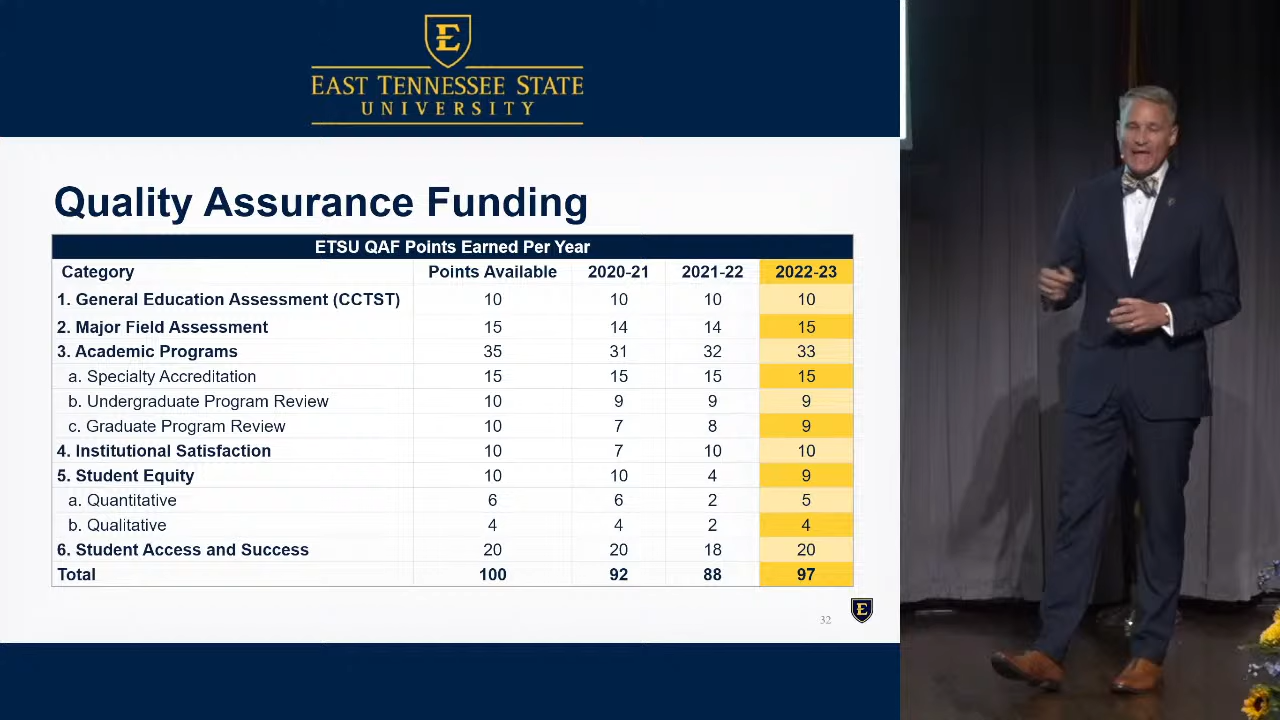 E
EAST TENNESSEE STATE
UNIVERSITY
Quality Assurance Funding
ETSU QAF Points Earned Per Year
Category Points Available 2020-21 2021-22 2022-23
1. General Education Assessment (CCTST) 10 10 10 10
2. Major Field Assessment 15 14 14 15
3. Academic Programs 35 31 32 33
a. Specialty Accreditation 15 15 15 15
b. Undergraduate Program Review 10 9 9 9
c. Graduate Program Review 10 7 8 9
4. Institutional Satisfaction 10 7 10 10
5. Student Equity 10 10 4 9
a. Quantitative 6 6 2 5
b. Qualitative 4 4 2 4
6. Student Access and Success 20 20 18 20
Total 100 92 88 97
32
E